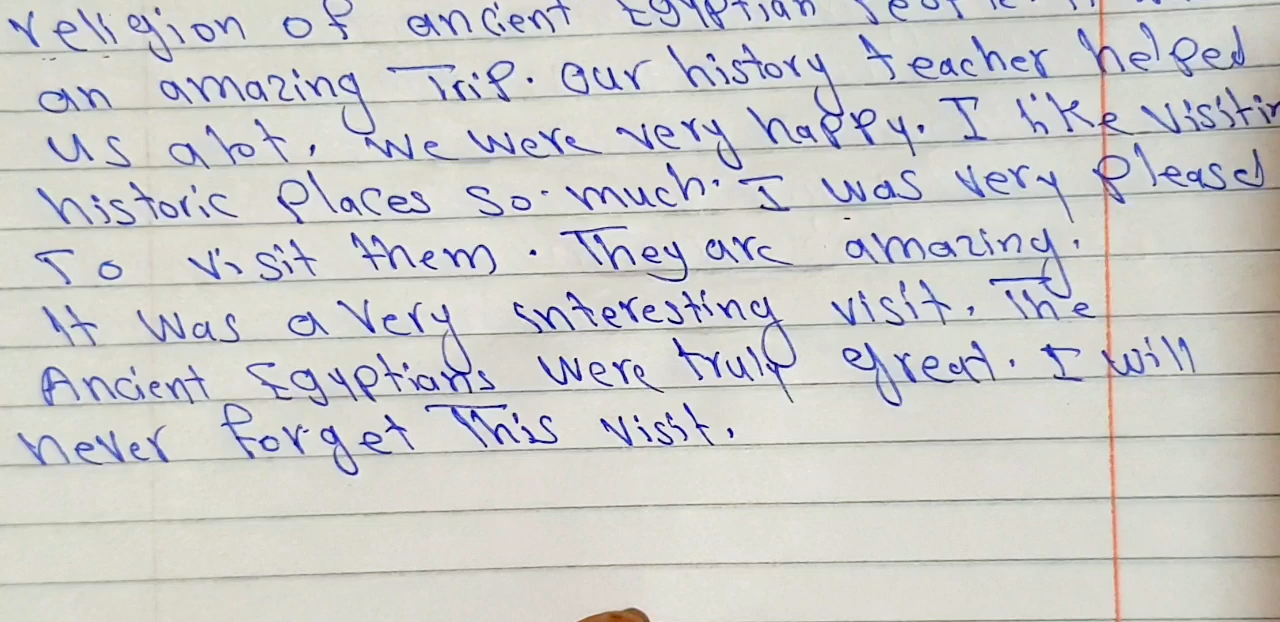 religion of ancient Egyptian
an amazing Trip. our history teacher helped
us alot, we were very happy. I like visitin
historic Places so much. I was very Pleasd
To visit them. They are amazing.
It was a very interesting visit. The
Ancient Egyptians were truly great. I will
never forget This visit.